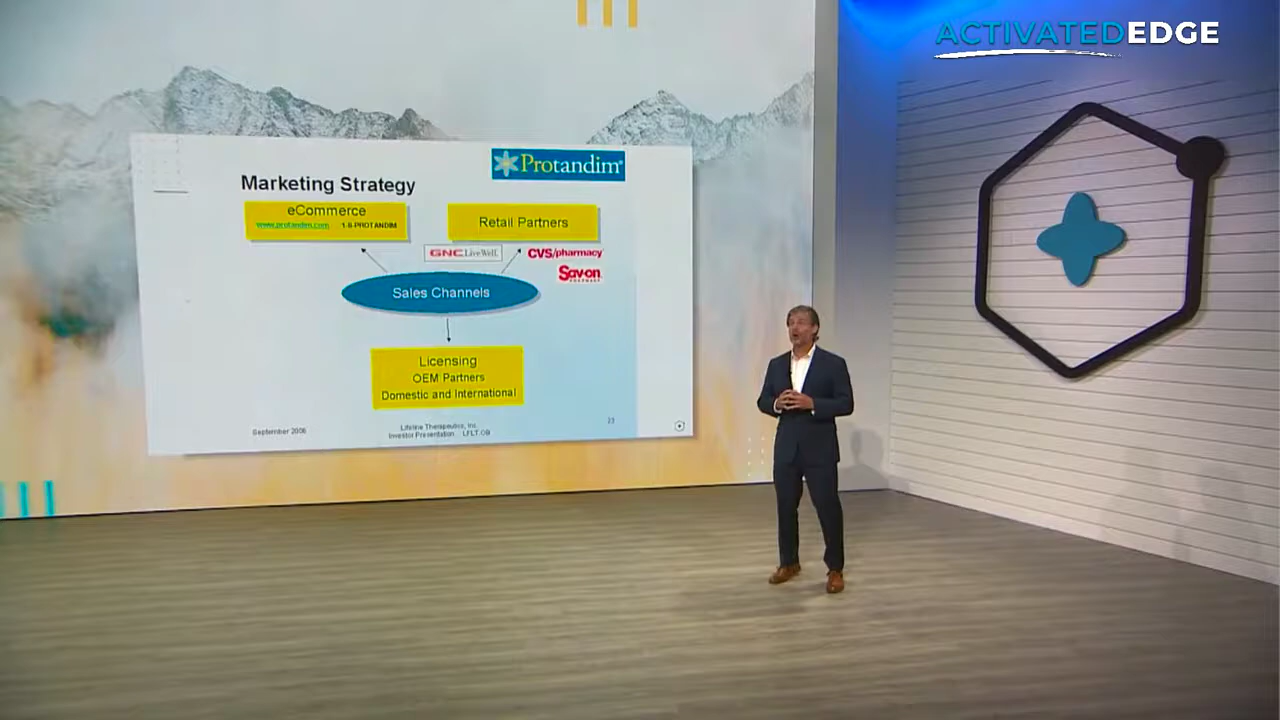 ACTIVATEDEDGE
Protandim®
Marketing Strategy
eCommerce
www.protandim.com 1-8-PROTANDIM
Retail Partners
GNC LiveWell
CVS/pharmacy
Sav-on
Sales Channels
Licensing
OEM Partners
Domestic and International
September 2006
Lifeline Therapeutics, Inc.
Investor Presentation LFLT.OB
23